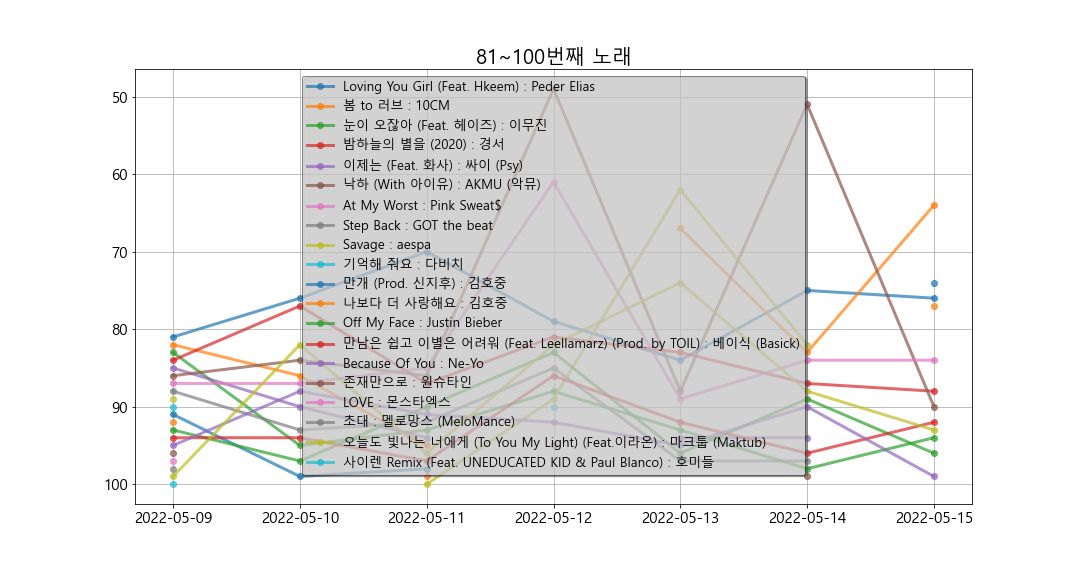 81~100번째 노래
50
60
70
80
90
100
Loving You Girl (Feat. Hkeem) : Peder Elias
봄 to 러브 : 10CM
눈이 오잖아 (Feat. 헤이즈) : 이무진
밤하늘의 별을 (2020) : 경서
이제는 (Feat. 화사) : 싸이 (Psy)
낙하 (With 아이유) : AKMU (악뮤)
At My Worst : Pink Sweat$
Step Back : GOT the beat
Savage : aespa
기억해 줘요 : 다비치
만개 (Prod. 신지후) : 김호중
나보다 더 사랑해요 : 김호중
Off My Face : Justin Bieber
만남은 쉽고 이별은 어려워 (Feat. Leellamarz) (Prod. by TOIL) : 베이식 (Basick)
Because Of You : Ne-Yo
존재만으로 : 원슈타인
LOVE : 몬스타엑스
초대 : 멜로망스 (MeloMance)
오늘도 빛나는 너에게 (To You My Light) (Feat.이라온) : 마크툽 (Maktub)
사이렌 Remix (Feat. UNEDUCATED KID & Paul Blanco) : 호미들
2022-05-09 2022-05-10 2022-05-11 2022-05-12 2022-05-13 2022-05-14 2022-05-15